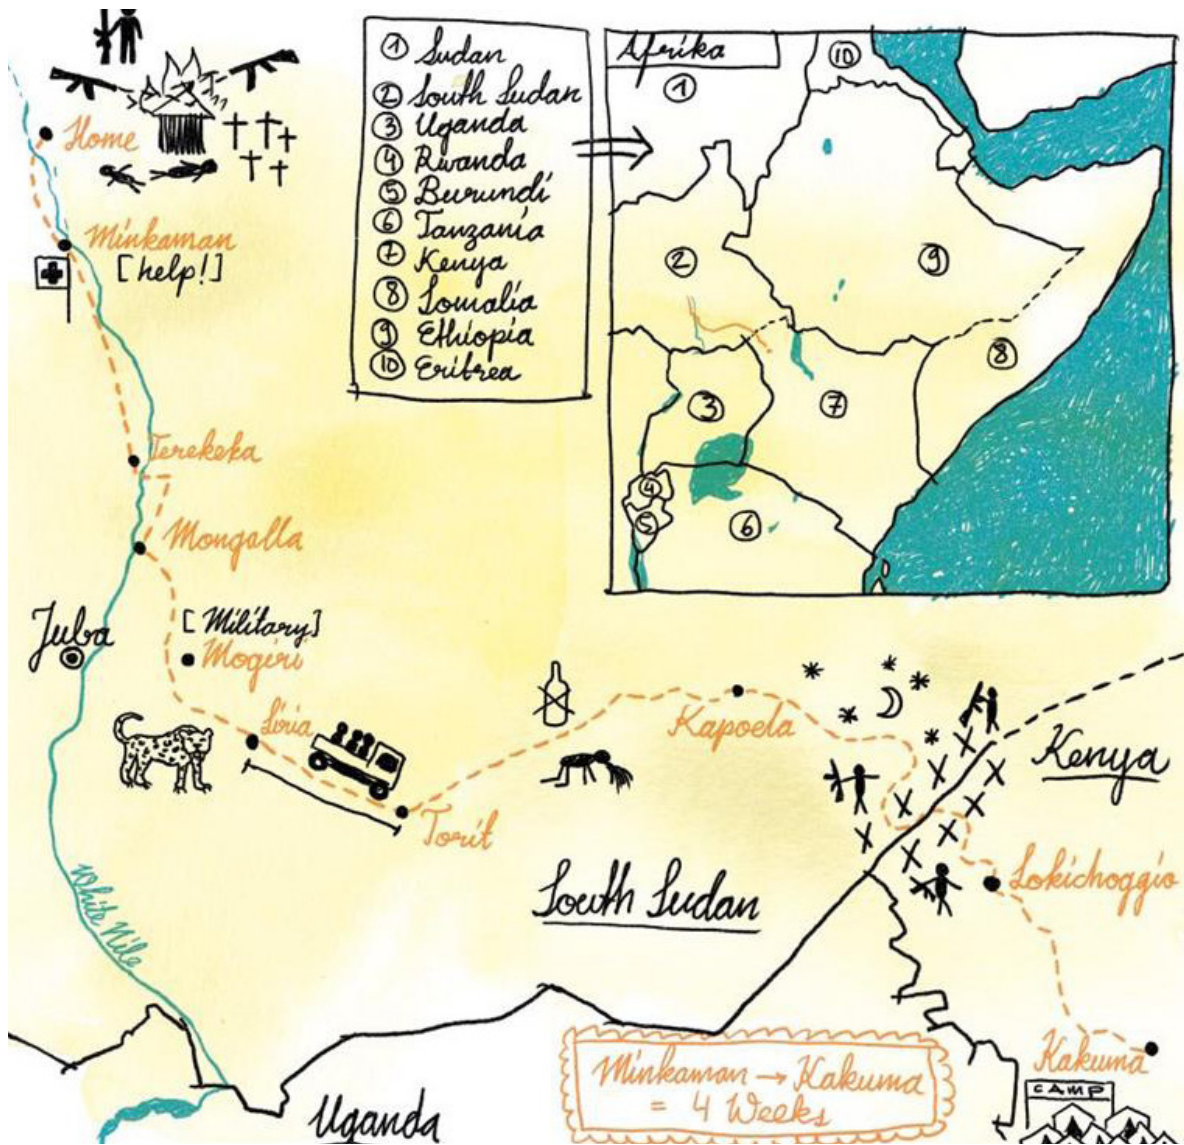 Home
Minkaman
[help!]
Terekeka
Mongalla
Juba
[Military]
Mogiri
Liria
Torit
White Nile
① Sudan
② South Sudan
③ Uganda
④ Rwanda
⑤ Burundi
⑥ Tanzania
⑦ Kenya
⑧ Somalia
⑨ Ethiopia
⑩ Eritrea
Afrika
①
⑩
②
⑨
⑧
③
⑦
④
⑤
⑥
Kapoeta
Kenya
Lokichoggio
South Sudan
Kakuma
CAMP
Minkaman → Kakuma
= 4 Weeks
Uganda